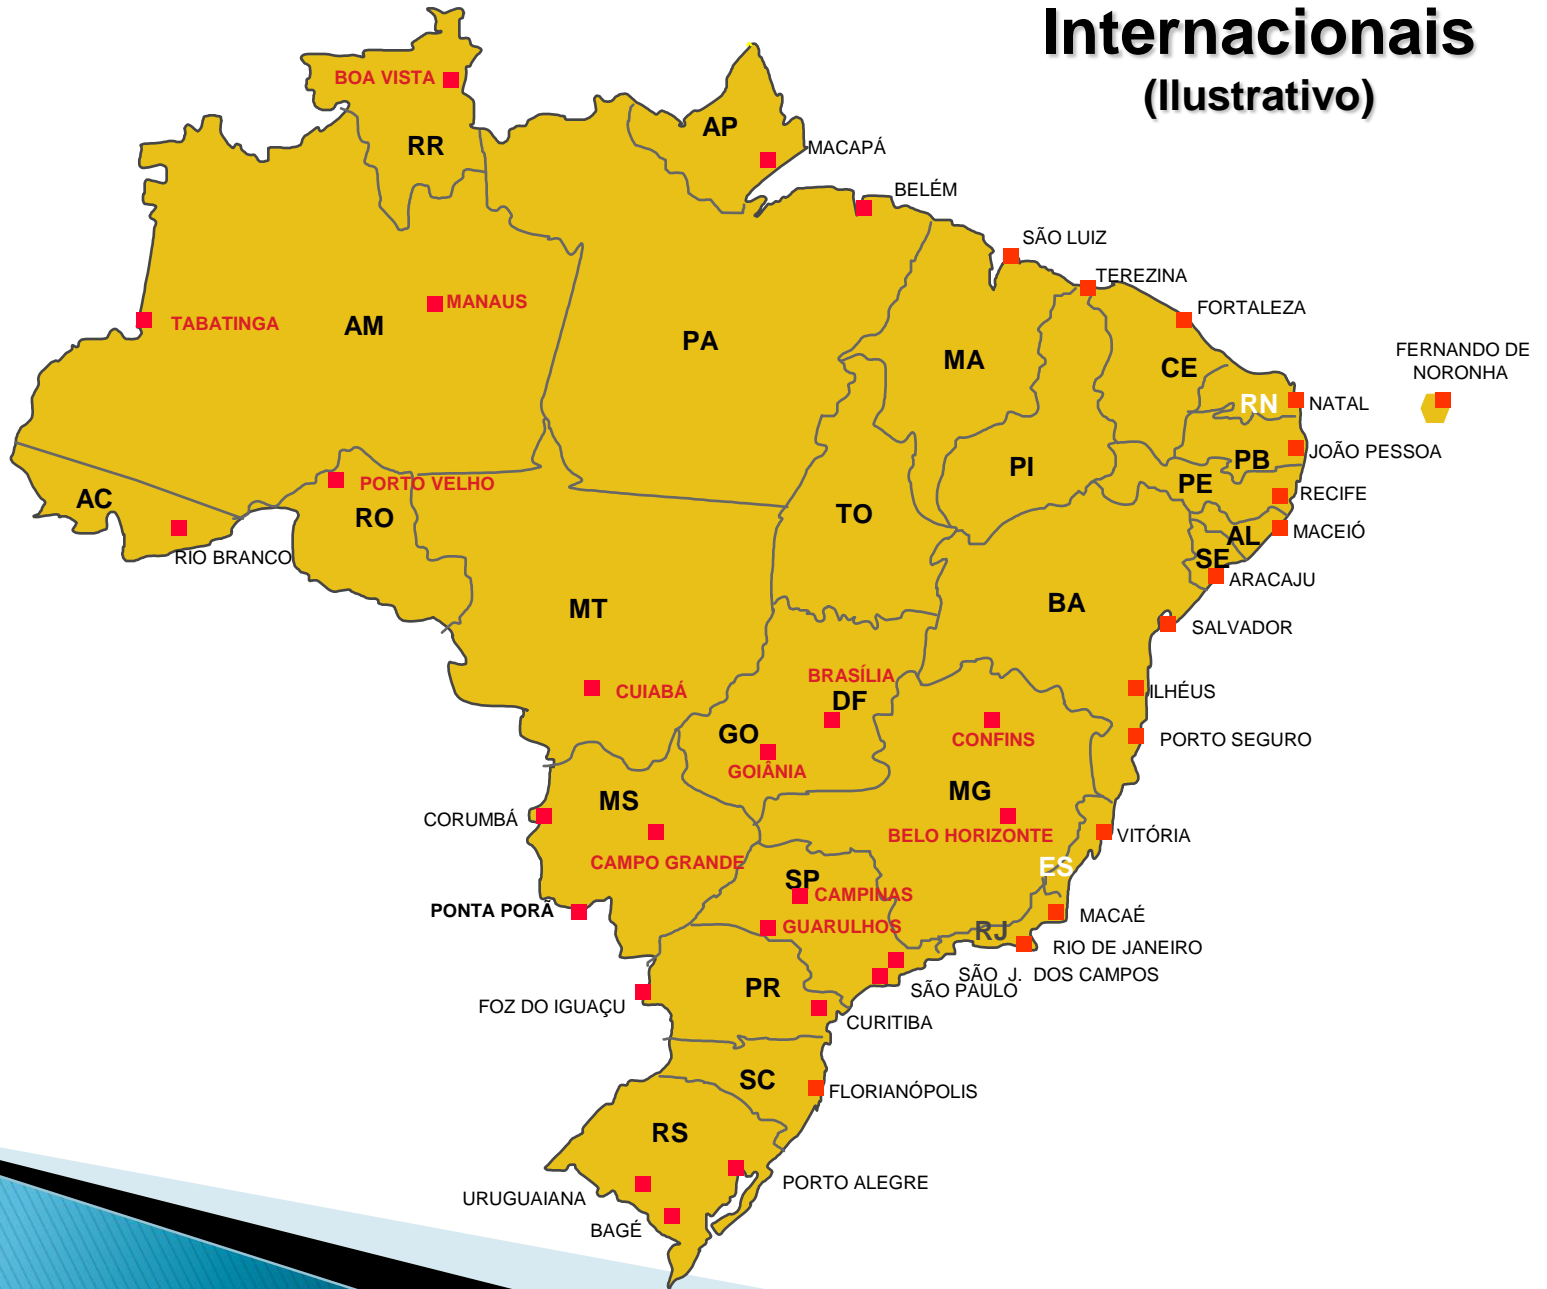 Internacionais
(Ilustrativo)
BOA VISTA
RR
AP
MACAPÁ
BELÉM
SÃO LUIZ
TEREZINA
FORTALEZA
TABATINGA
AM
MANAUS
PA
MA
CE
FERNANDO DE
NORONHA
RN
NATAL
JOÃO PESSOA
PB
PI
PE
RECIFE
AC
RIO BRANCO
PORTO VELHO
RO
TO
AL
MACEIÓ
SE
ARACAJU
MT
BA
SALVADOR
CUIABÁ
BRASÍLIA
DF
ILHÉUS
GO
GOIÂNIA
CONFINS
PORTO SEGURO
MS
MG
CORUMBÁ
CAMPO GRANDE
BELO HORIZONTE
VITÓRIA
ES
SP
CAMPINAS
PONTA PORÃ
GUARULHOS
MACAÉ
RJ
RIO DE JANEIRO
SÃO J. DOS CAMPOS
SÃO PAULO
PR
FOZ DO IGUAÇU
CURITIBA
SC
FLORIANÓPOLIS
RS
PORTO ALEGRE
URUGUAIANA
BAGÉ